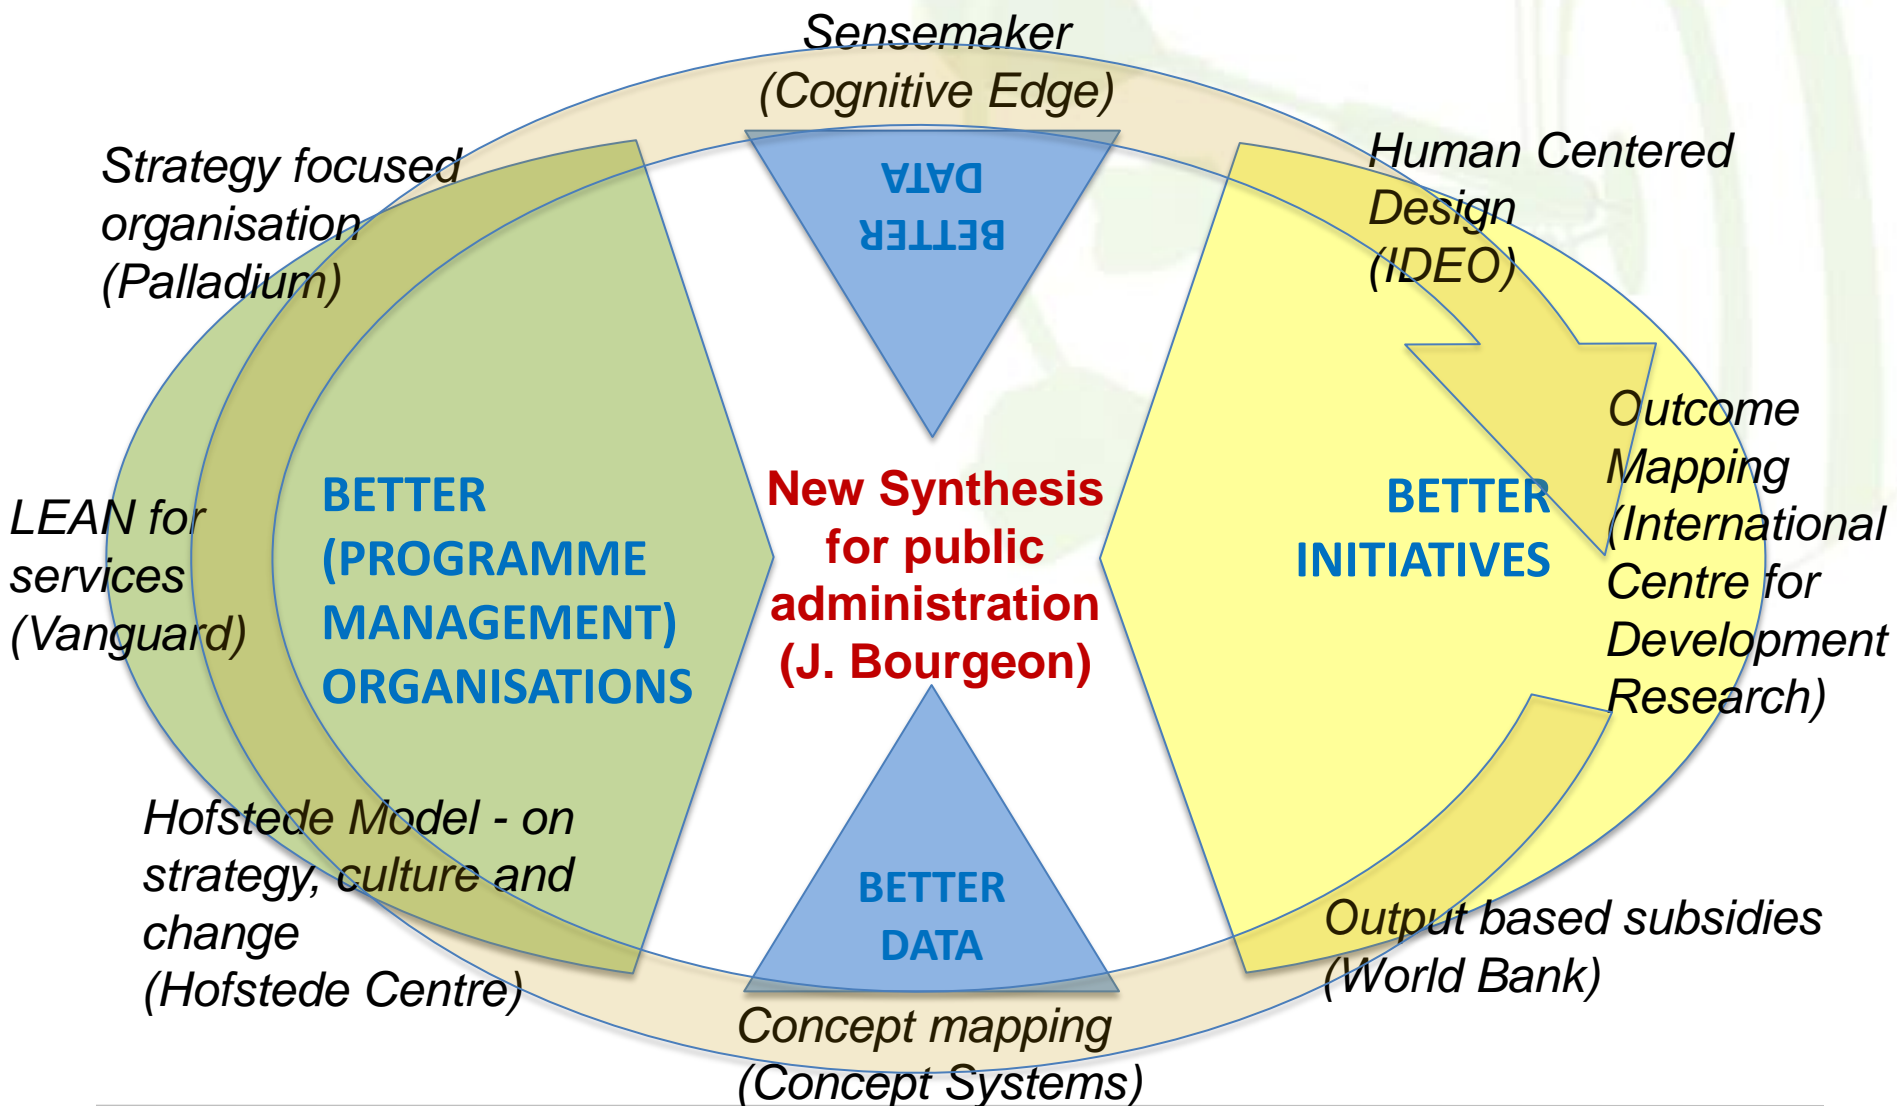 Sensemaker
(Cognitive Edge)
Strategy focused
organisation
(Palladium)
BETTER
DATA
Human Centered
Design
(IDEO)
LEAN for
services
(Vanguard)
BETTER
(PROGRAMME
MANAGEMENT)
ORGANISATIONS
New Synthesis
for public
administration
(J. Bourgeon)
BETTER
INITIATIVES
Outcome
Mapping
(International
Centre for
Development
Research)
Hofstede Model - on
strategy, culture and
change
(Hofstede Centre)
BETTER
DATA
Output based subsidies
(World Bank)
Concept mapping
(Concept Systems)